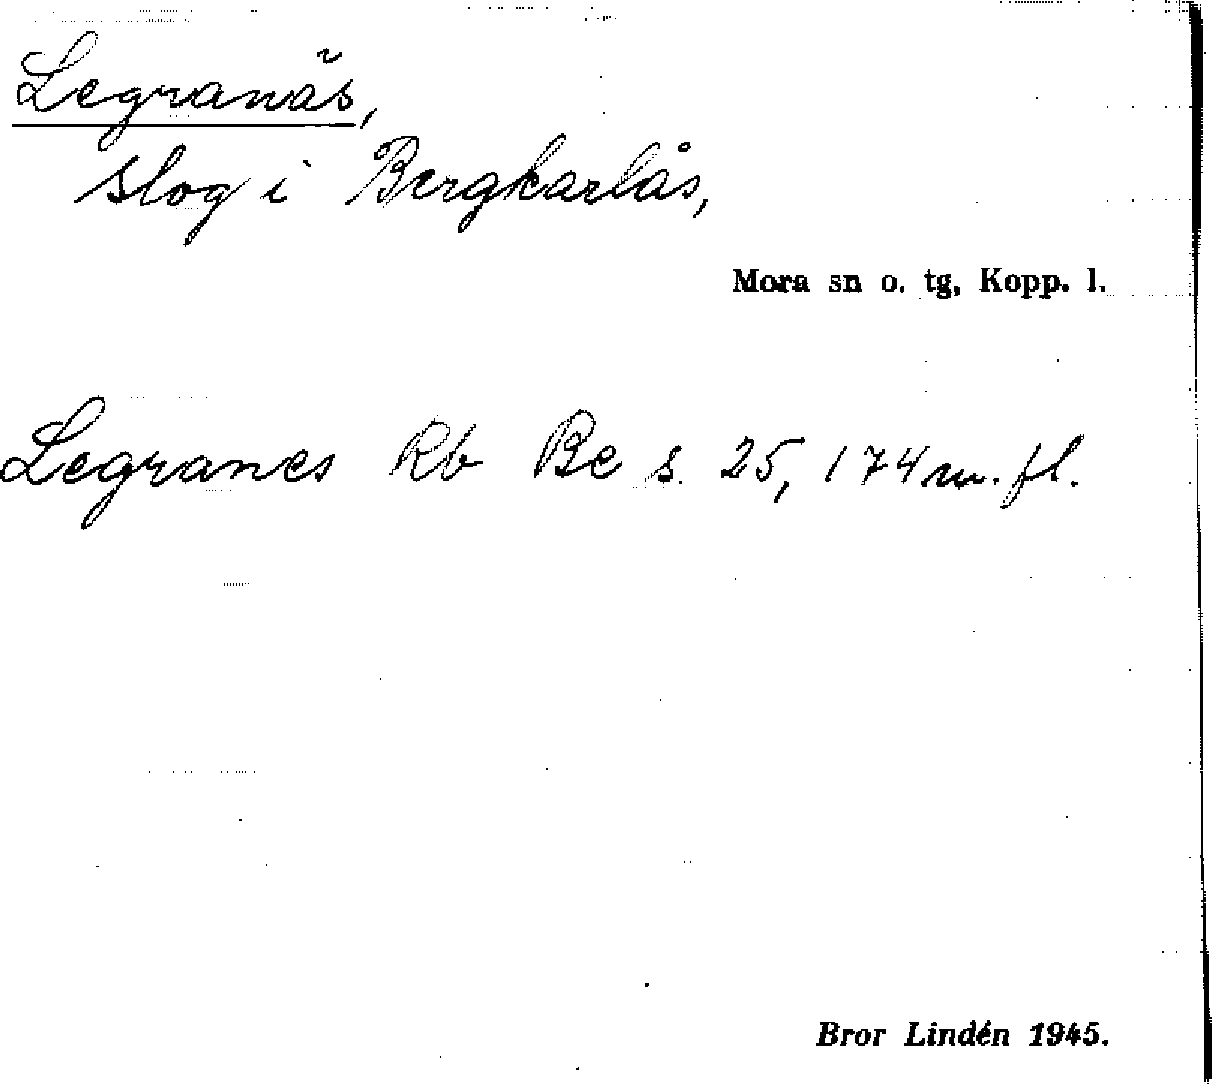 Legranäs,
slog i Bergkarlås,
Mora sn o. tg, Kopp. l.
Legranes Rb Be s. 25, 174 m. fl.
Bror Lindén 1945.